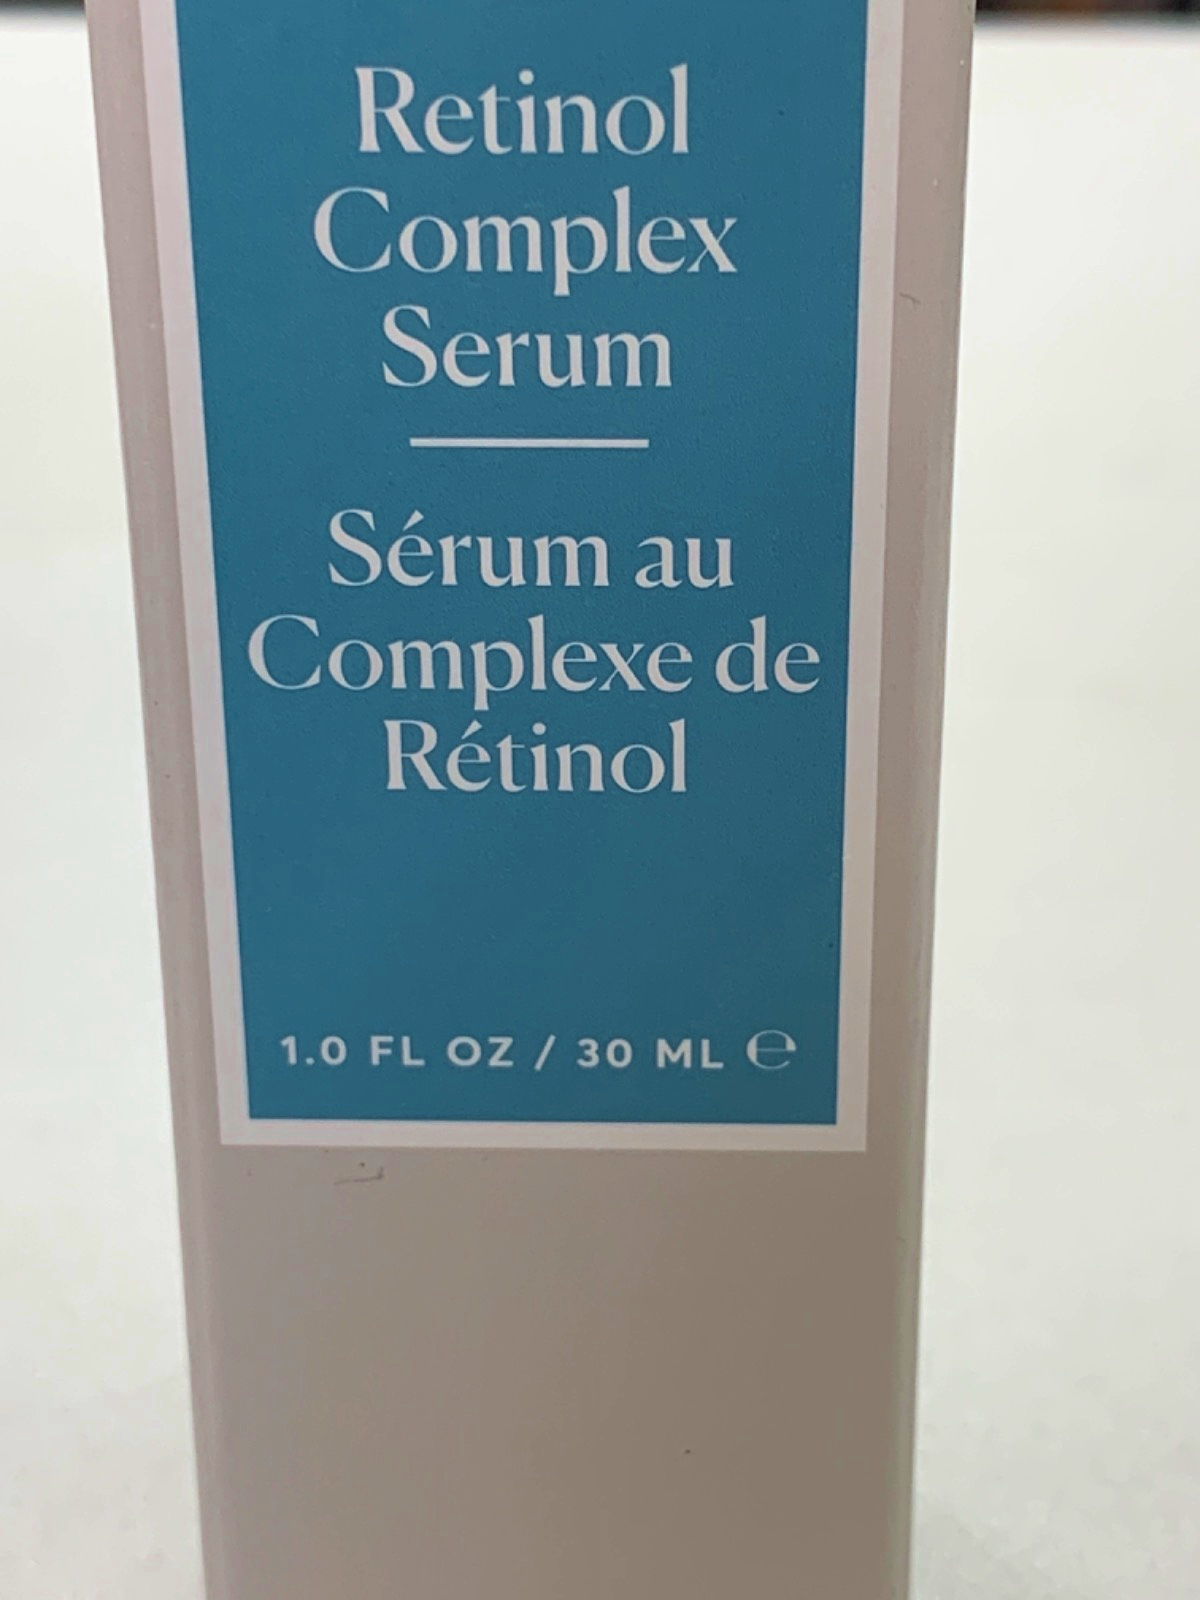 Retinol
Complex
Serum
Sérum au
Complexe de
Rétinol
1.0 FL OZ / 30 ML ℮